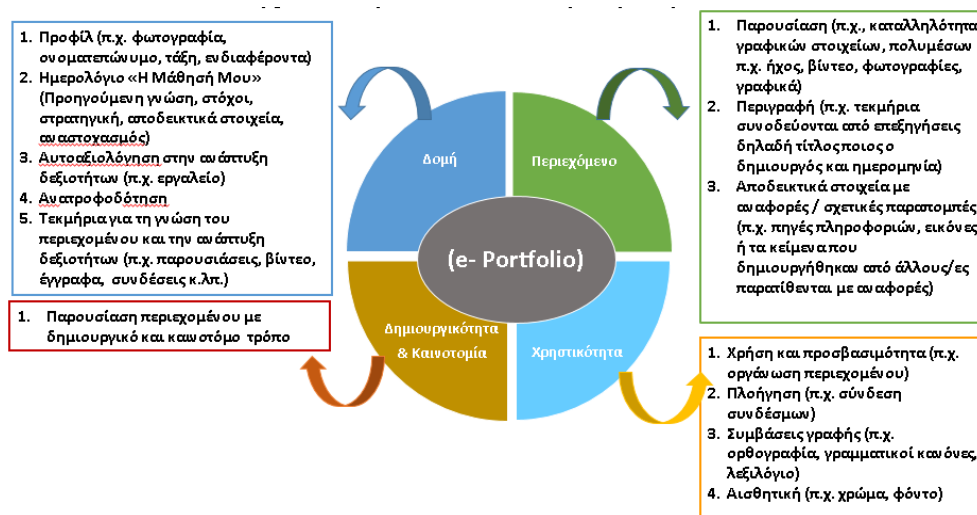 1. Προφίλ (π.χ. φωτογραφία,
ονοματεπώνυμο, τάξη, ενδιαφέροντα)
2. Ημερολόγιο «Η Μάθησή Μου»
(Προηγούμενη γνώση, στόχοι,
στρατηγική, αποδεικτικά στοιχεία,
αναστοχασμός)
3. Αυτοαξιολόγηση στην ανάπτυξη
δεξιοτήτων (π.χ. εργαλείο)
4. Ανατροφοδότηση
5. Τεκμήρια για τη γνώση του
περιεχομένου και την ανάπτυξη
δεξιοτήτων (π.χ. παρουσιάσεις, βίντεο,
έγγραφα, συνδέσεις κ.λπ.)
1. Παρουσίαση περιεχομένου με
δημιουργικό και καινοτόμο τρόπο
Δομή
Περιεχόμενο
(e- Portfolio)
Δημιουργικότητα
& Καινοτομία
Χρηστικότητα
1. Παρουσίαση (π.χ., καταλληλότητα
γραφικών στοιχείων, πολυμέσων
π.χ. ήχος, βίντεο, φωτογραφίες,
γραφικά)
2. Περιγραφή (π.χ. τεκμήρια
συνοδεύονται από επεξηγήσεις
δηλαδή τίτλος ποιος ο
δημιουργός και ημερομηνία)
3. Αποδεικτικά στοιχεία με
αναφορές / σχετικές παραπομπές
(π.χ. πηγές πληροφοριών, εικόνες
ή τα κείμενα που
δημιουργήθηκαν από άλλους/ες
παρατίθενται με αναφορές)
1. Χρήση και προσβασιμότητα (π.χ.
οργάνωση περιεχομένου)
2. Πλοήγηση (π.χ. σύνδεση
συνδέσμων)
3. Συμβάσεις γραφής (π.χ.
ορθογραφία, γραμματικοί κανόνες,
λεξιλόγιο)
4. Αισθητική (π.χ. χρώμα, φόντο)